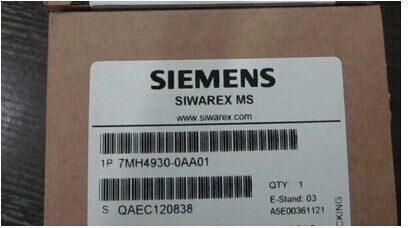 SIEMENS
SIWAREX MS
www.siwarex.com
1P 7MH4930-0AA01
QTY: 1
E-Stand: 03
S QAEC120838
A5E00361121